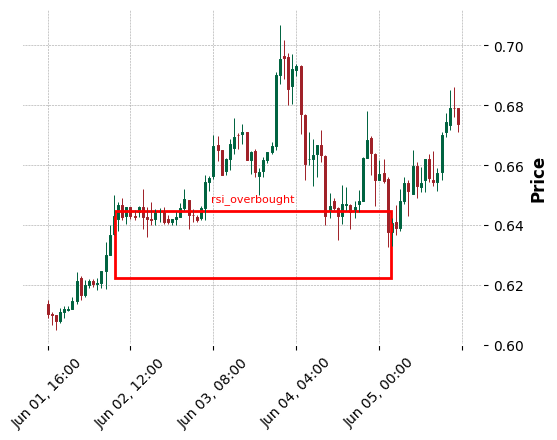 0.70
0.68
0.66
rsi_overbought
0.64
0.62
0.60
Price
Jun 01, 16:00
Jun 02, 12:00
Jun 03, 08:00
Jun 04, 04:00
Jun 05, 00:00